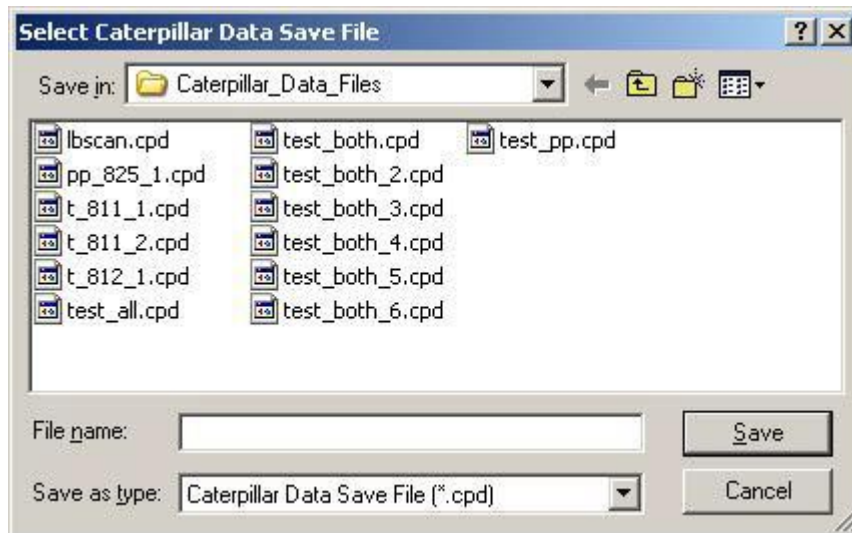 Select Caterpillar Data Save File
Save in: Caterpillar_Data_Files
lbscan.cpd test_both.cpd test_pp.cpd
pp_825_1.cpd test_both_2.cpd
t_811_1.cpd test_both_3.cpd
t_811_2.cpd test_both_4.cpd
t_812_1.cpd test_both_5.cpd
test_all.cpd test_both_6.cpd
File name: Save
Save as type: Caterpillar Data Save File (*.cpd) Cancel